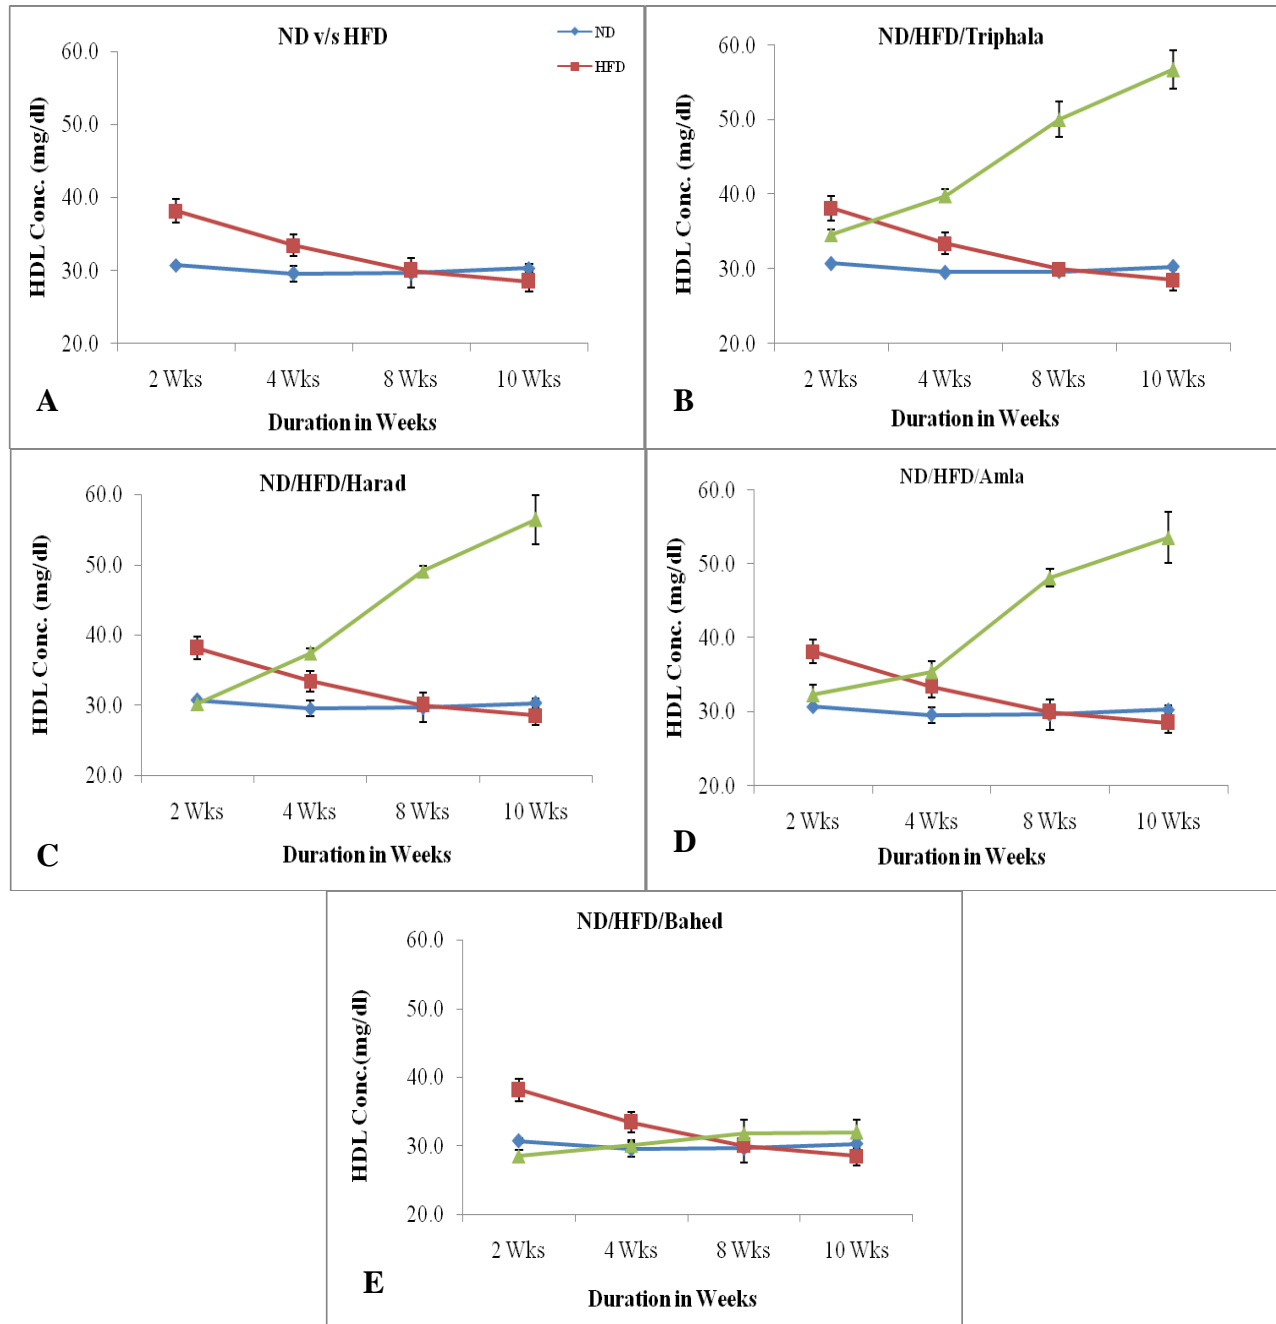 ND v/s HFD
ND
HFD
60.0
50.0
40.0
30.0
20.0
HDL Conc. (mg/dl)
2 Wks 4 Wks 8 Wks 10 Wks
A
Duration in Weeks
ND/HFD/Triphala
60.0
50.0
40.0
30.0
20.0
HDL Conc. (mg/dl)
2 Wks 4 Wks 8 Wks 10 Wks
B
Duration in Weeks
ND/HFD/Harad
60.0
50.0
40.0
30.0
20.0
HDL Conc. (mg/dl)
2 Wks 4 Wks 8 Wks 10 Wks
C
Duration in Weeks
ND/HFD/Amla
60.0
50.0
40.0
30.0
20.0
HDL Conc. (mg/dl)
2 Wks 4 Wks 8 Wks 10 Wks
D
Duration in Weeks
ND/HFD/Bahed
60.0
50.0
40.0
30.0
20.0
HDL Conc.(mg/dl)
2 Wks 4 Wks 8 Wks 10 Wks
E
Duration in Weeks